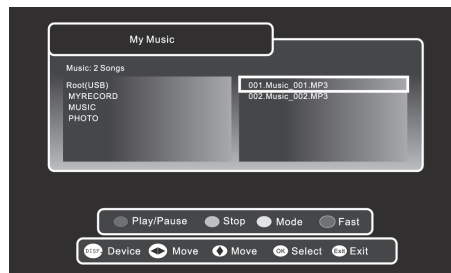 My Music
Music: 2 Songs
Root(USB)
MYRECORD
MUSIC
PHOTO
001.Music_001.MP3
002.Music_002.MP3
Play/Pause Stop Mode Fast
DISP. Device Move Move OK Select Exit Exit